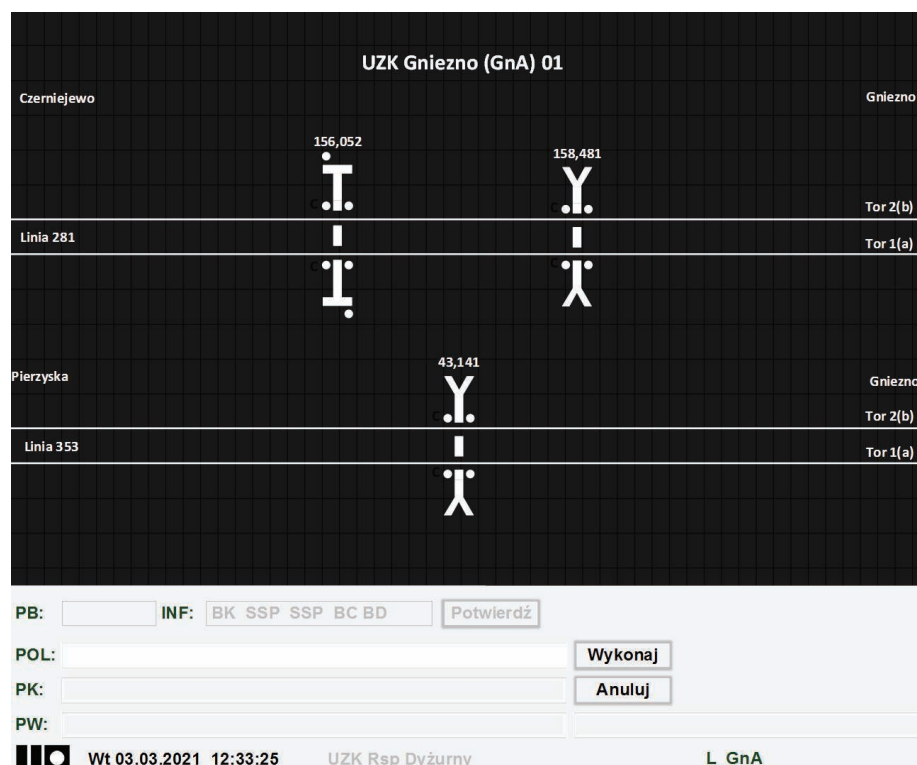 UZK Gniezno (GnA) 01
Czerniejewo Gniezno
156,052
158,481
C C Tor 2(b)
Linia 281 Tor 1(a)
C C
43,141
Pierzyska Gniezno
C Tor 2(b)
Linia 353 Tor 1(a)
C
PB: INF: BK SSP SSP BC BD Potwierdź
POL: Wykonaj
PK: Anuluj
PW:
Wt 03.03.2021 12:33:25 UZK Rsp Dyżurny L GnA